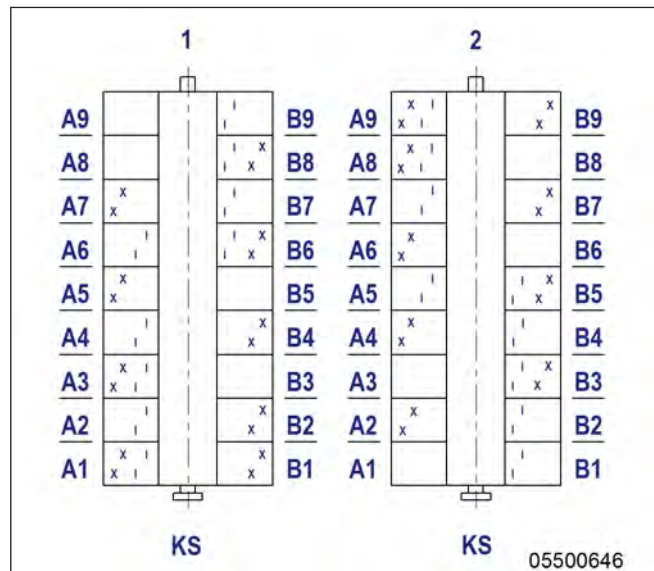 1 2
A9 B9 A9 B9
A8 B8 A8 B8
A7 B7 A7 B7
A6 B6 A6 B6
A5 B5 A5 B5
A4 B4 A4 B4
A3 B3 A3 B3
A2 B2 A2 B2
A1 B1 A1 B1
KS KS
05500646